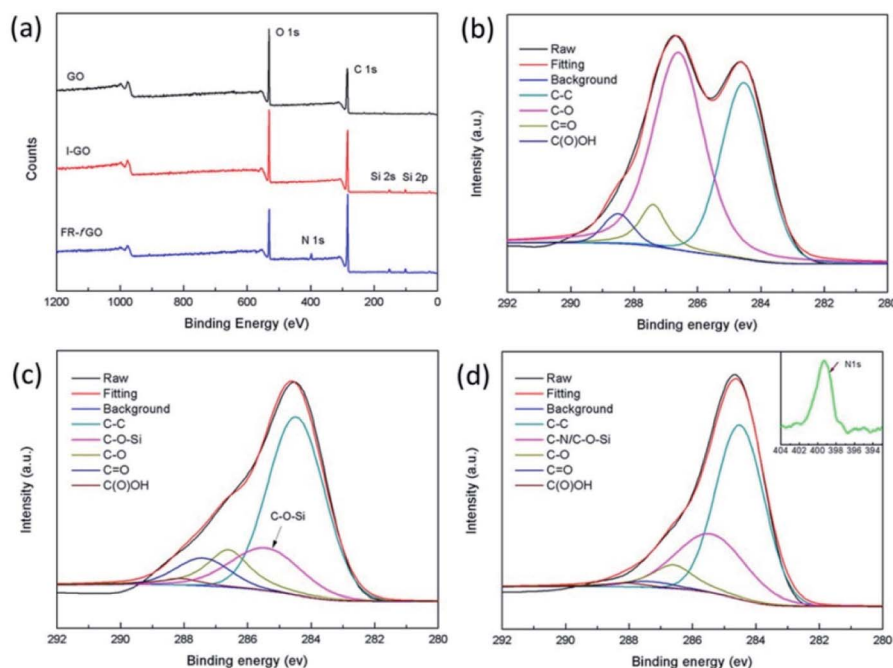 (a)
O 1s
C 1s
GO
I-GO
Si 2s Si 2p
FR-fGO
N 1s
Counts
1200 1000 800 600 400 200 0
Binding Energy (eV)
(b)
Raw
Fitting
Background
C-C
C-O
C=O
C(O)OH
Intensity (a.u.)
292 290 288 286 284 282 280
Binding Energy (ev)
(c)
Raw
Fitting
Background
C-C
C-O-Si
C-O
C=O
C(O)OH
C-O-Si
Intensity (a.u.)
292 290 288 286 284 282 280
Binding energy (ev)
(d)
Raw
Fitting
Background
C-C
C-N/C-O-Si
C-O
C=O
C(O)OH
N1s
404 402 400 398 396 394
Intensity (a.u.)
292 290 288 286 284 282 280
Binding energy (ev)